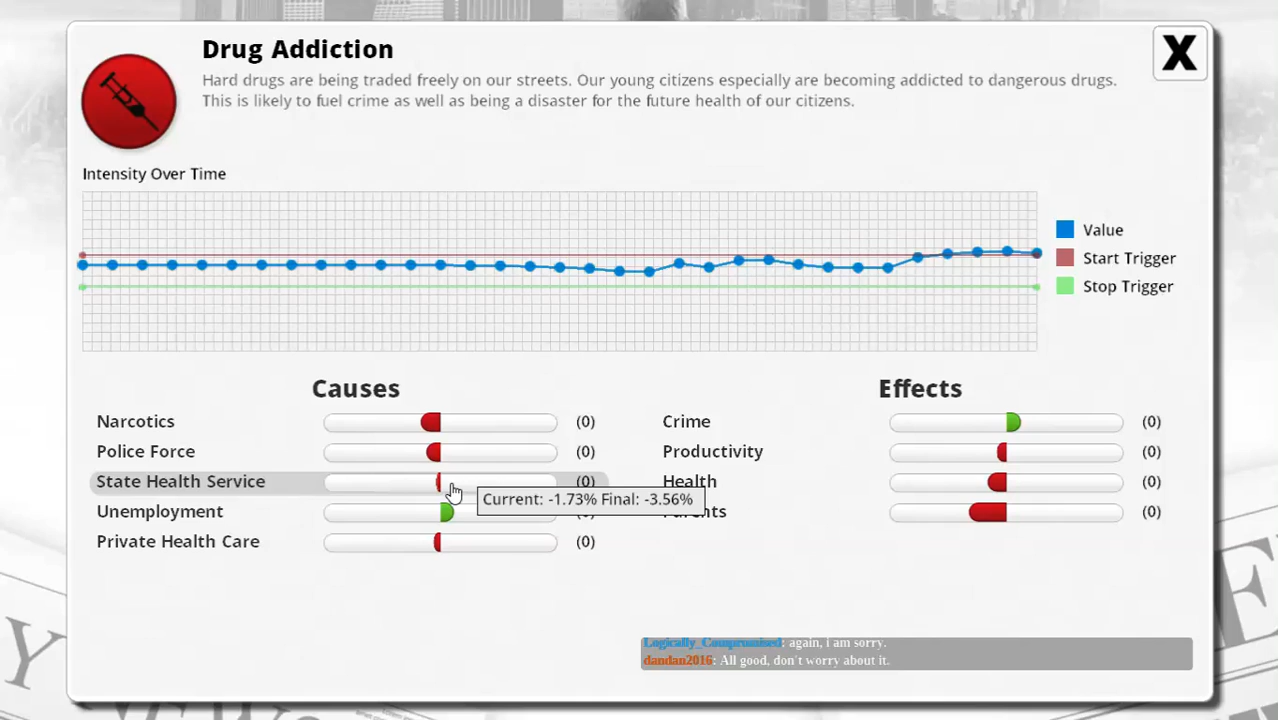 Drug Addiction
X
Hard drugs are being traded freely on our streets. Our young citizens especially are becoming addicted to dangerous drugs.
This is likely to fuel crime as well as being a disaster for the future health of our citizens.
Intensity Over Time
Value
Start Trigger
Stop Trigger
Causes
Narcotics (0)
Police Force (0)
State Health Service (0)
Unemployment
Private Health Care (0)
Current: -1.73% Final: -3.56%
Effects
Crime (0)
Productivity (0)
Health (0)
(0)
Logically_Compromised: again, i am sorry.
dandan2016: All good, don't worry about it.